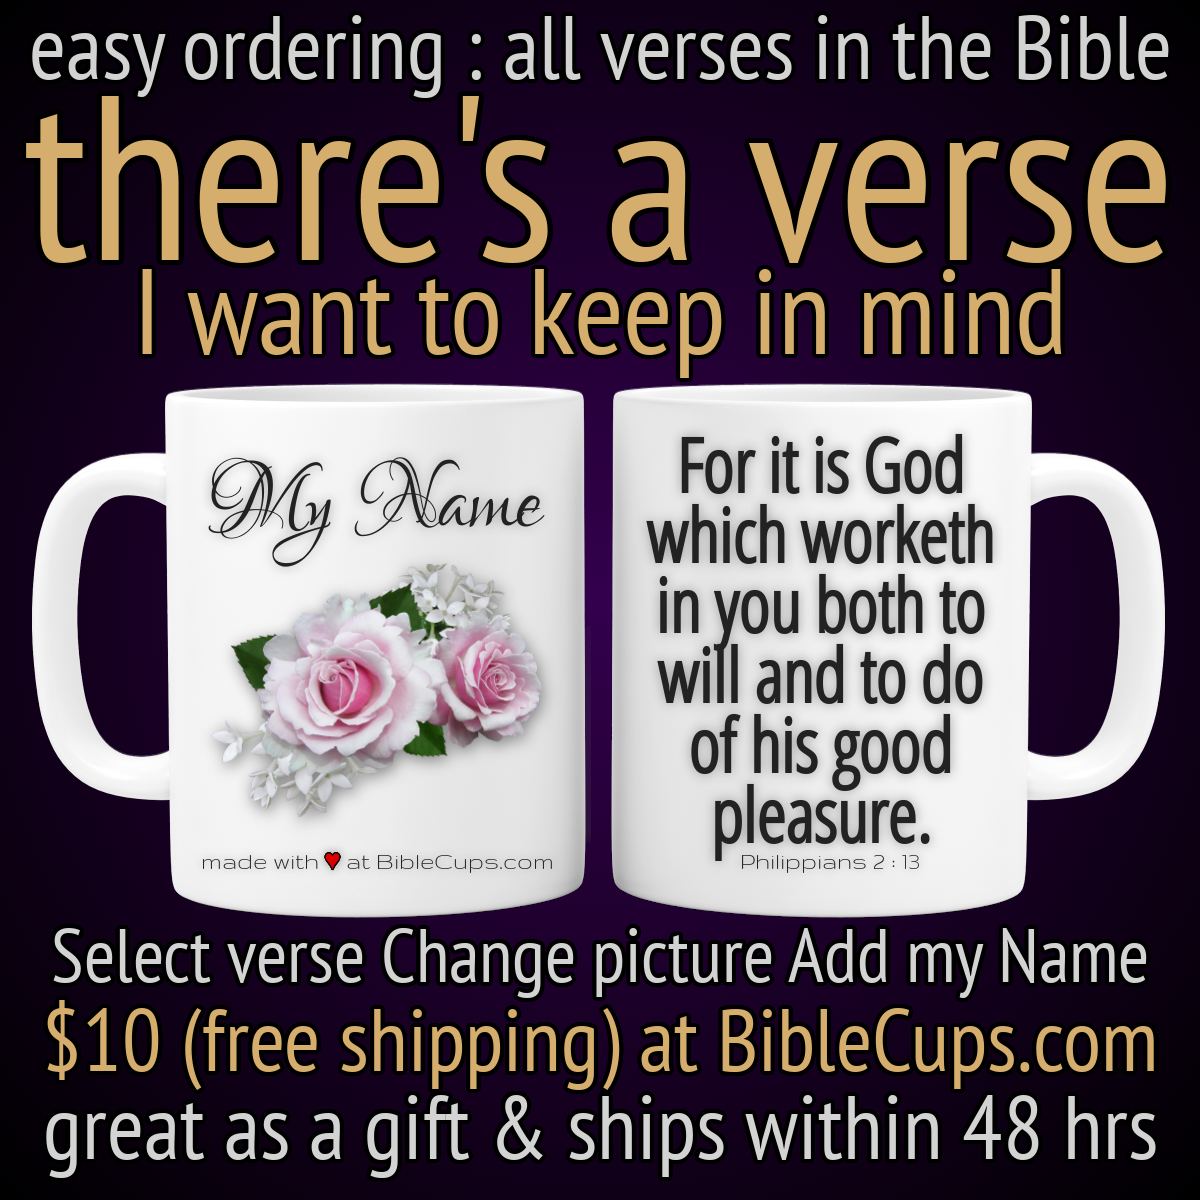 easy ordering : all verses in the Bible
there's a verse
I want to keep in mind
My Name
made with ❤ at BibleCups.com
For it is God
which worketh
in you both to
will and to do
of his good
pleasure.
Philippians 2 : 13
Select verse Change picture Add my Name
$10 (free shipping) at BibleCups.com
great as a gift & ships within 48 hrs